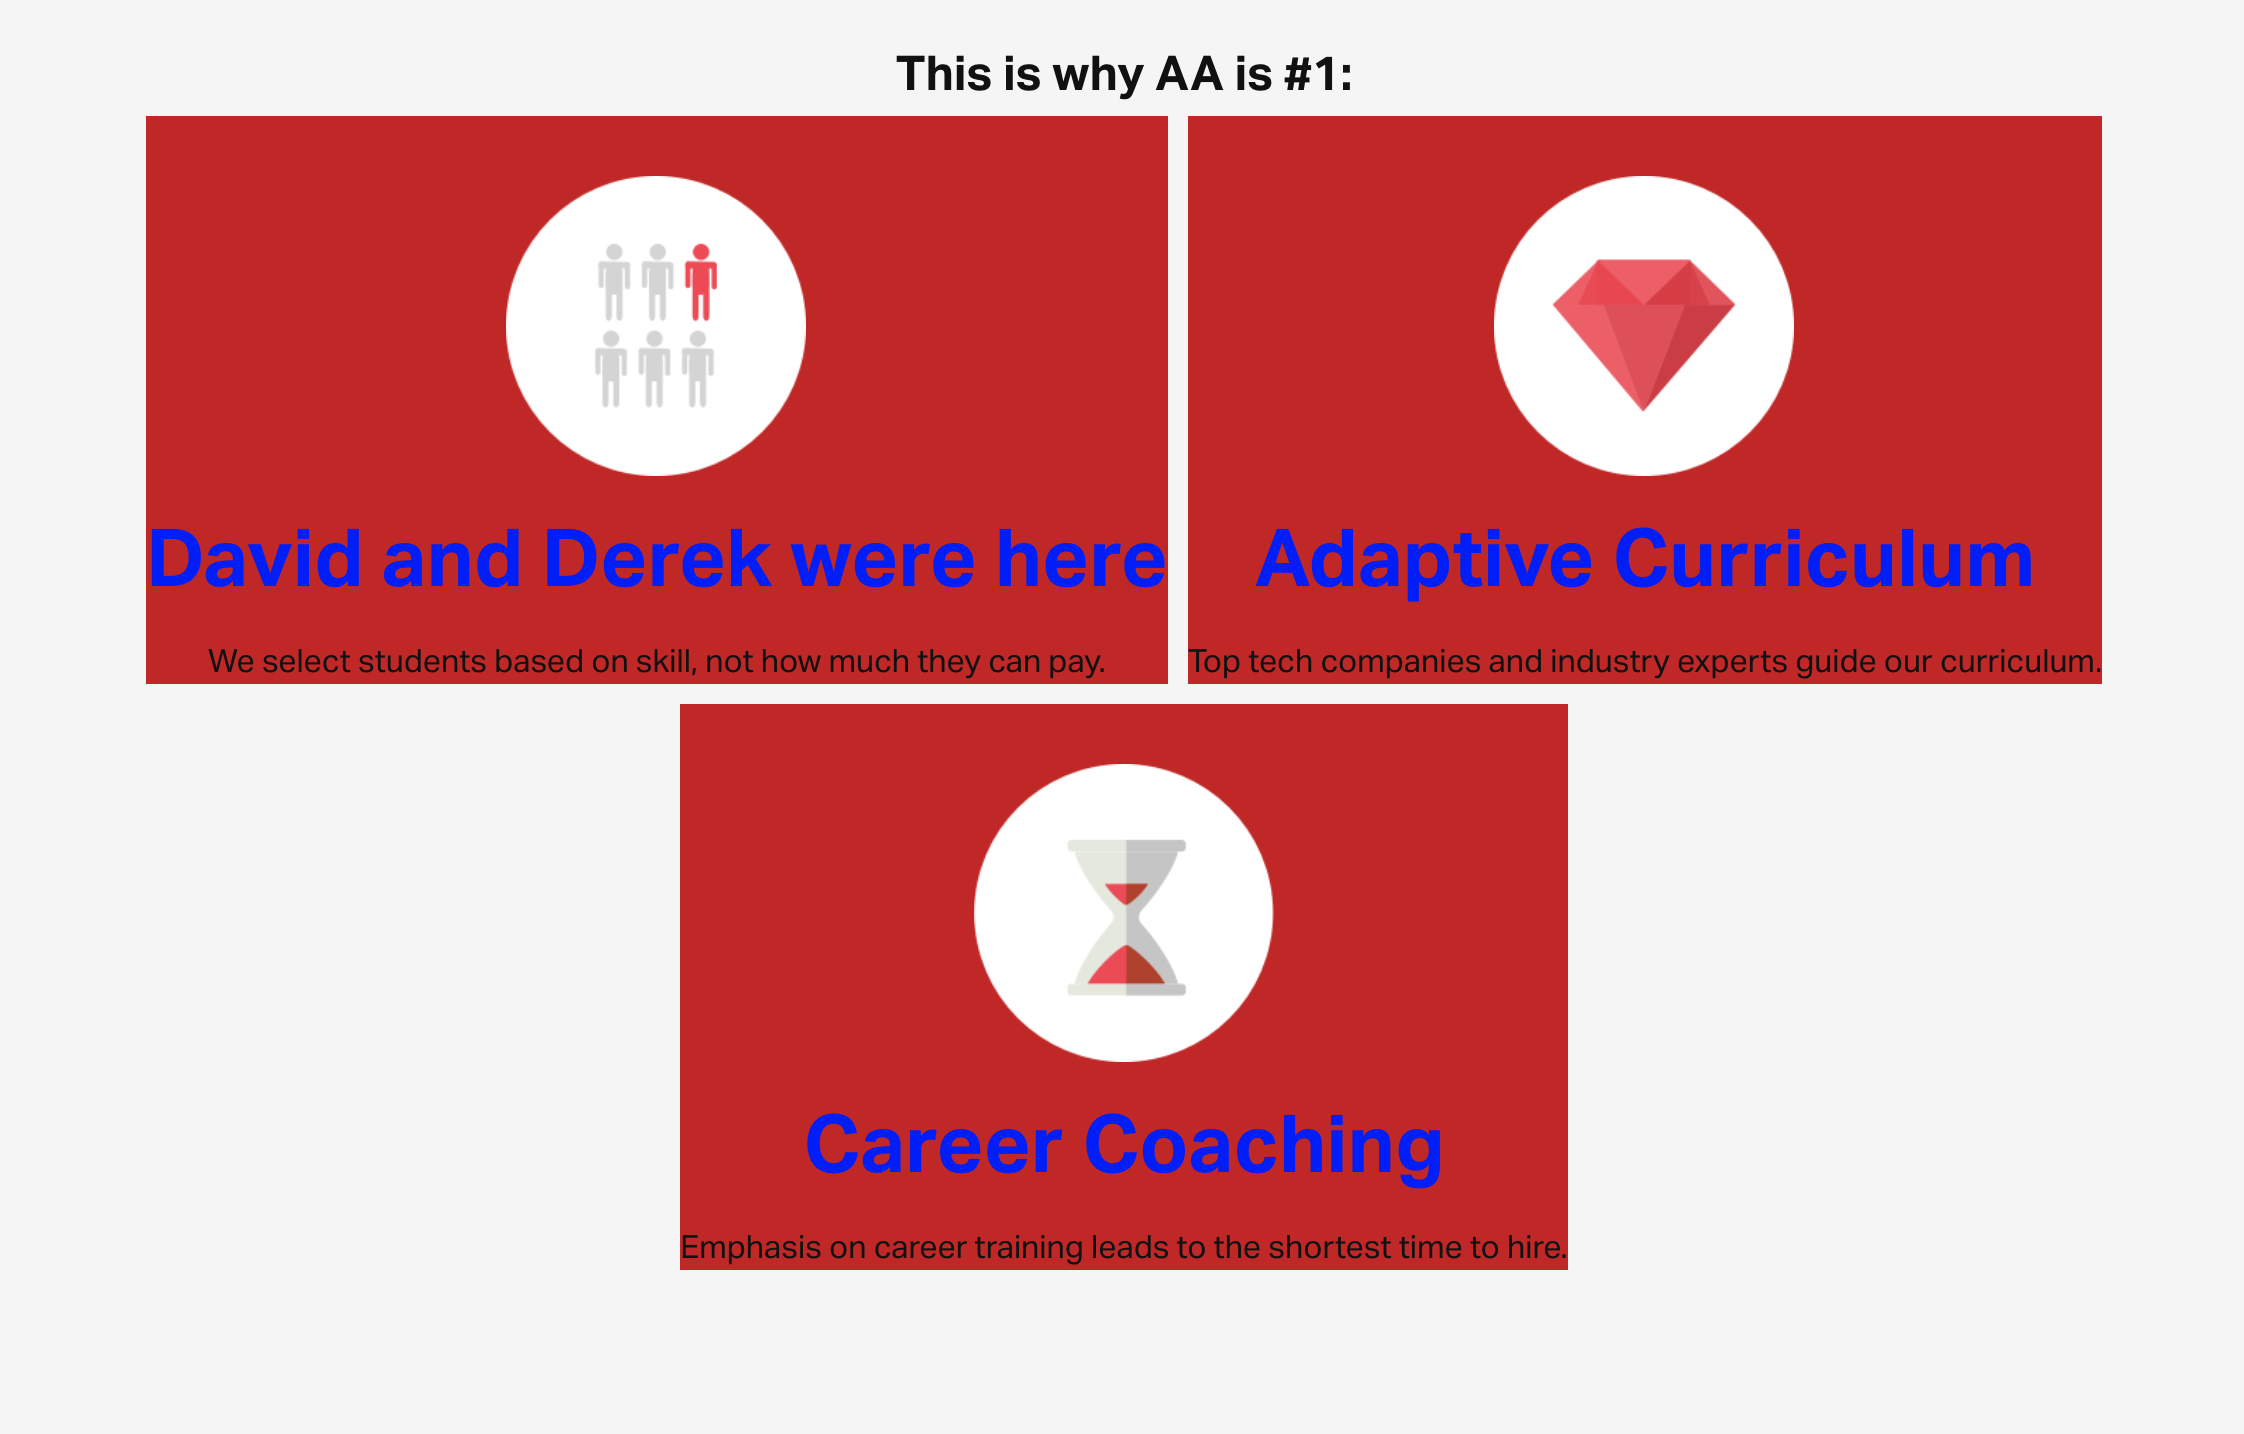 This is why AA is #1:
David and Derek were here
We select students based on skill, not how much they can pay.
Adaptive Curriculum
Top tech companies and industry experts guide our curriculum.
Career Coaching
Emphasis on career training leads to the shortest time to hire.